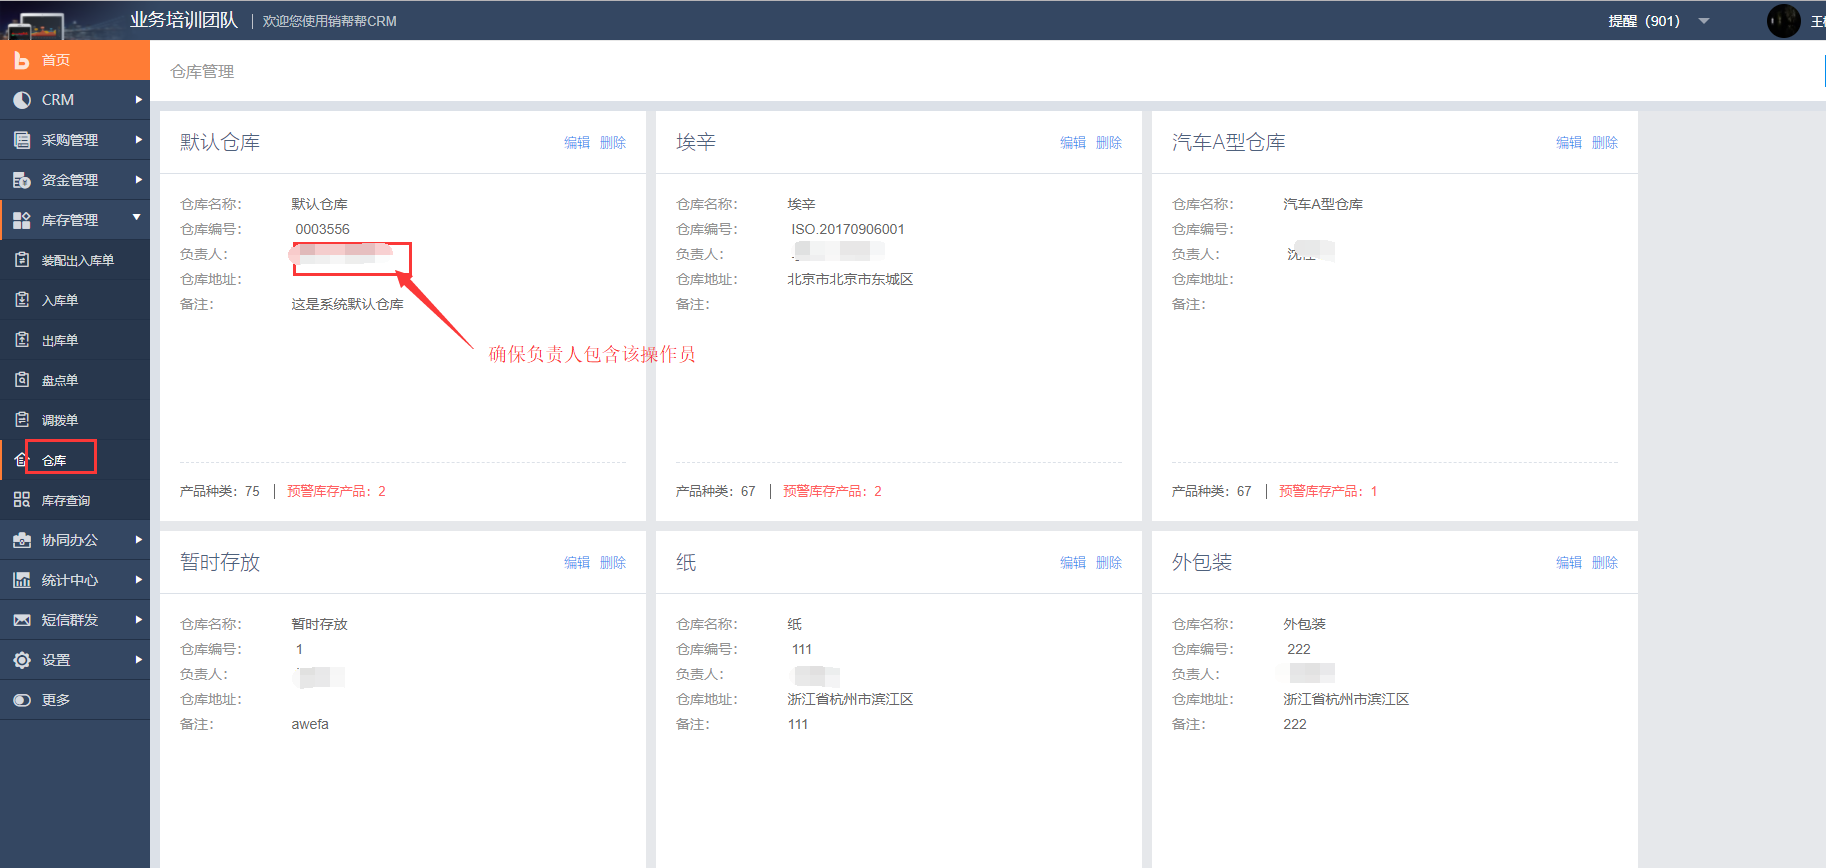 业务培训团队 欢迎您使用销帮帮CRM 提醒（901）
首页
CRM
采购管理
资金管理
库存管理
装配出入库单
入库单
出库单
盘点单
调拨单
仓库
库存查询
协同办公
统计中心
短信群发
设置
更多
仓库管理
默认仓库 编辑 删除
仓库名称： 默认仓库
仓库编号： 0003556
负责人：
仓库地址：
备注： 这是系统默认仓库
确保负责人包含该操作员
产品种类：75 | 预警库存产品：2
埃辛 编辑 删除
仓库名称： 埃辛
仓库编号： ISO.20170906001
负责人：
仓库地址： 北京市北京市东城区
备注：
产品种类：67 | 预警库存产品：2
汽车A型仓库 编辑 删除
仓库名称： 汽车A型仓库
仓库编号：
负责人： 沈
仓库地址：
备注：
产品种类：67 | 预警库存产品：1
暂时存放 编辑 删除
仓库名称： 暂时存放
仓库编号： 1
负责人：
仓库地址：
备注： awefa
纸 编辑 删除
仓库名称： 纸
仓库编号： 111
负责人：
仓库地址： 浙江省杭州市滨江区
备注： 111
外包装 编辑 删除
仓库名称： 外包装
仓库编号： 222
负责人：
仓库地址： 浙江省杭州市滨江区
备注： 222